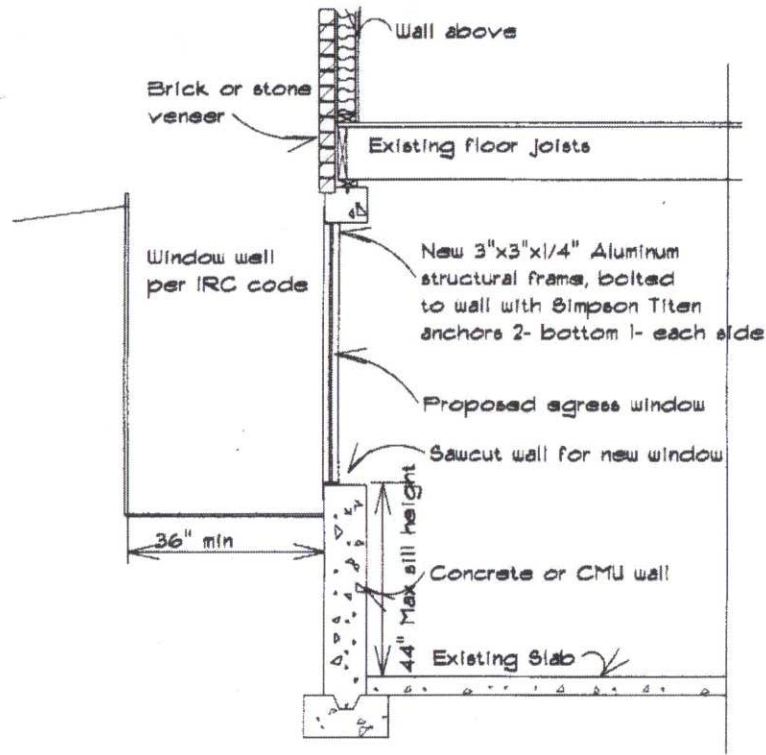 Wall above
Brick or stone
veneer
Existing floor joists
Window well
per IRC code
New 3"x3"x1/4" Aluminum
structural frame, bolted
to wall with Simpson Titen
anchors 2- bottom 1- each side
Proposed egress window
Sawcut wall for new window
36" min
44" Max sill height
Concrete or CMU wall
Existing Slab